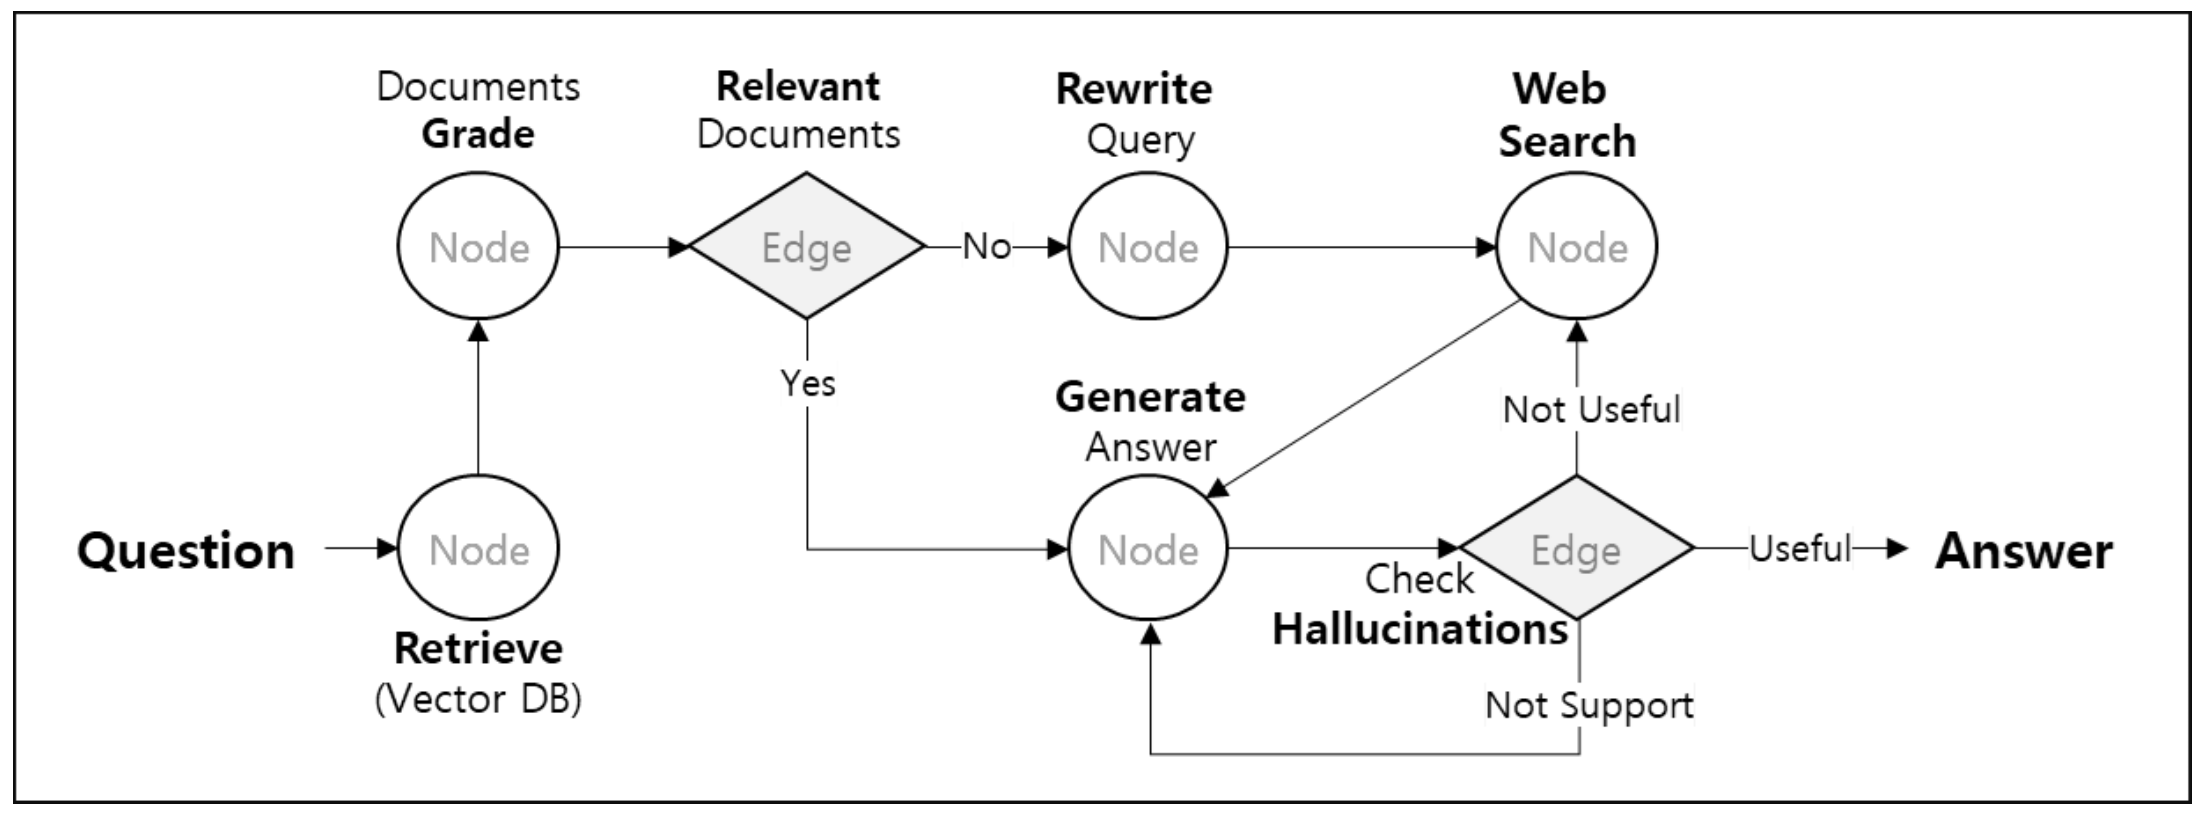 Documents
Grade
Relevant
Documents
Rewrite
Query
Web
Search
Node
Edge
No
Node
Node
Yes
Generate
Answer
Not Useful
Question
Node
Node
Edge
Useful
Answer
Check
Hallucinations
Retrieve
(Vector DB)
Not Support